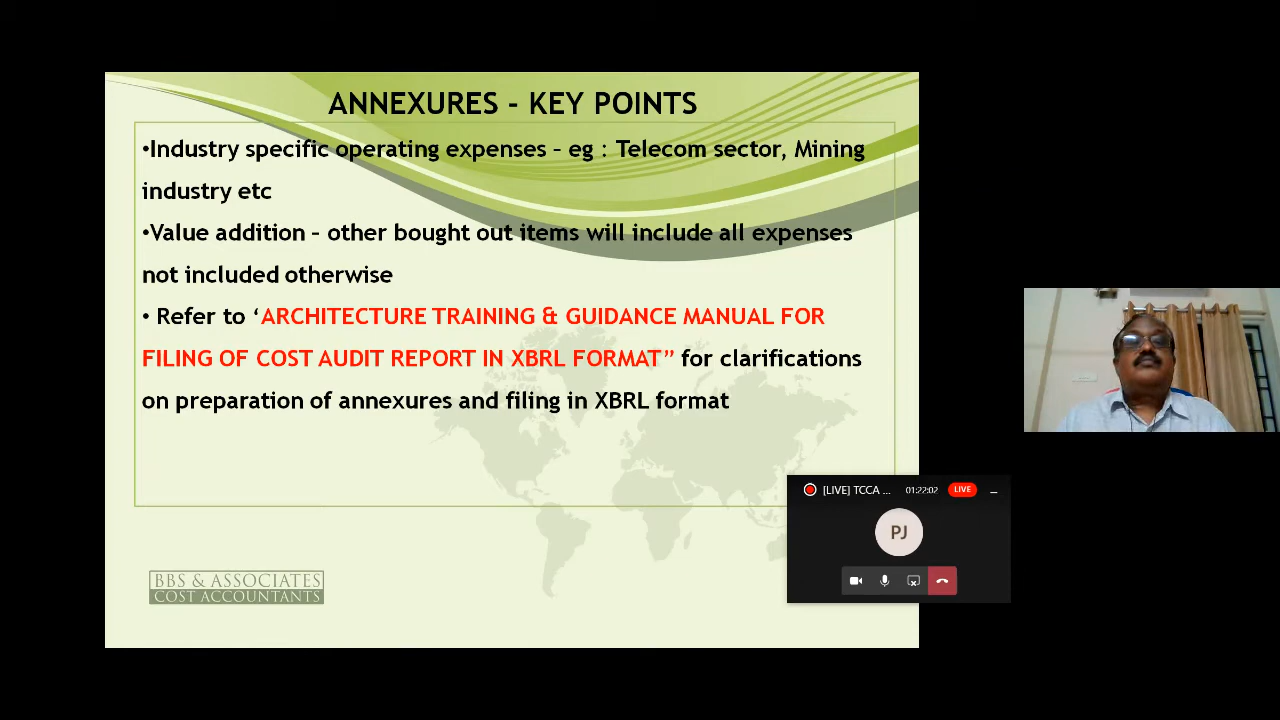 ANNEXURES - KEY POINTS
•Industry specific operating expenses – eg : Telecom sector, Mining
industry etc
•Value addition – other bought out items will include all expenses
not included otherwise
• Refer to ‘ARCHITECTURE TRAINING & GUIDANCE MANUAL FOR
FILING OF COST AUDIT REPORT IN XBRL FORMAT” for clarifications
on preparation of annexures and filing in XBRL format
[LIVE] TCCA ... 01:22:02 LIVE
PJ
BBS & ASSOCIATES
COST ACCOUNTANTS